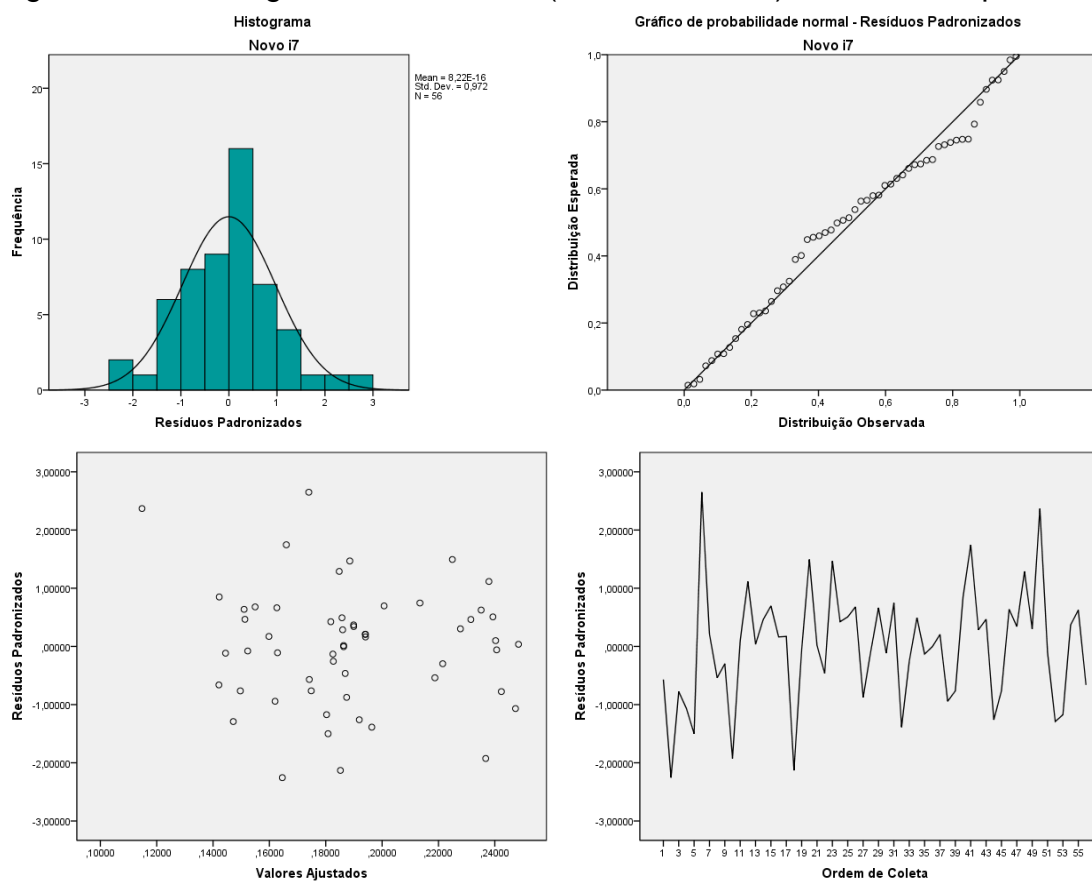 Histograma
Novo i7
Mean = 8,22E-16
Std. Dev. = 0,972
N = 56
20
15
10
5
0
Frequência
-3 -2 -1 0 1 2 3
Resíduos Padronizados
Gráfico de probabilidade normal - Resíduos Padronizados
Novo i7
1,0
0,8
0,6
0,4
0,2
0,0
Distribuição Esperada
0,0 0,2 0,4 0,6 0,8 1,0
Distribuição Observada
3,00000
2,00000
1,00000
,00000
-1,00000
-2,00000
-3,00000
Resíduos Padronizados
,10000 ,12000 ,14000 ,16000 ,18000 ,20000 ,22000 ,24000
Valores Ajustados
3,00000
2,00000
1,00000
,00000
-1,00000
-2,00000
-3,00000
Resíduos Padronizados
1 3 5 7 9 11 13 15 17 19 21 23 25 27 29 31 33 35 37 39 41 43 45 47 49 51 53 55
Ordem de Coleta